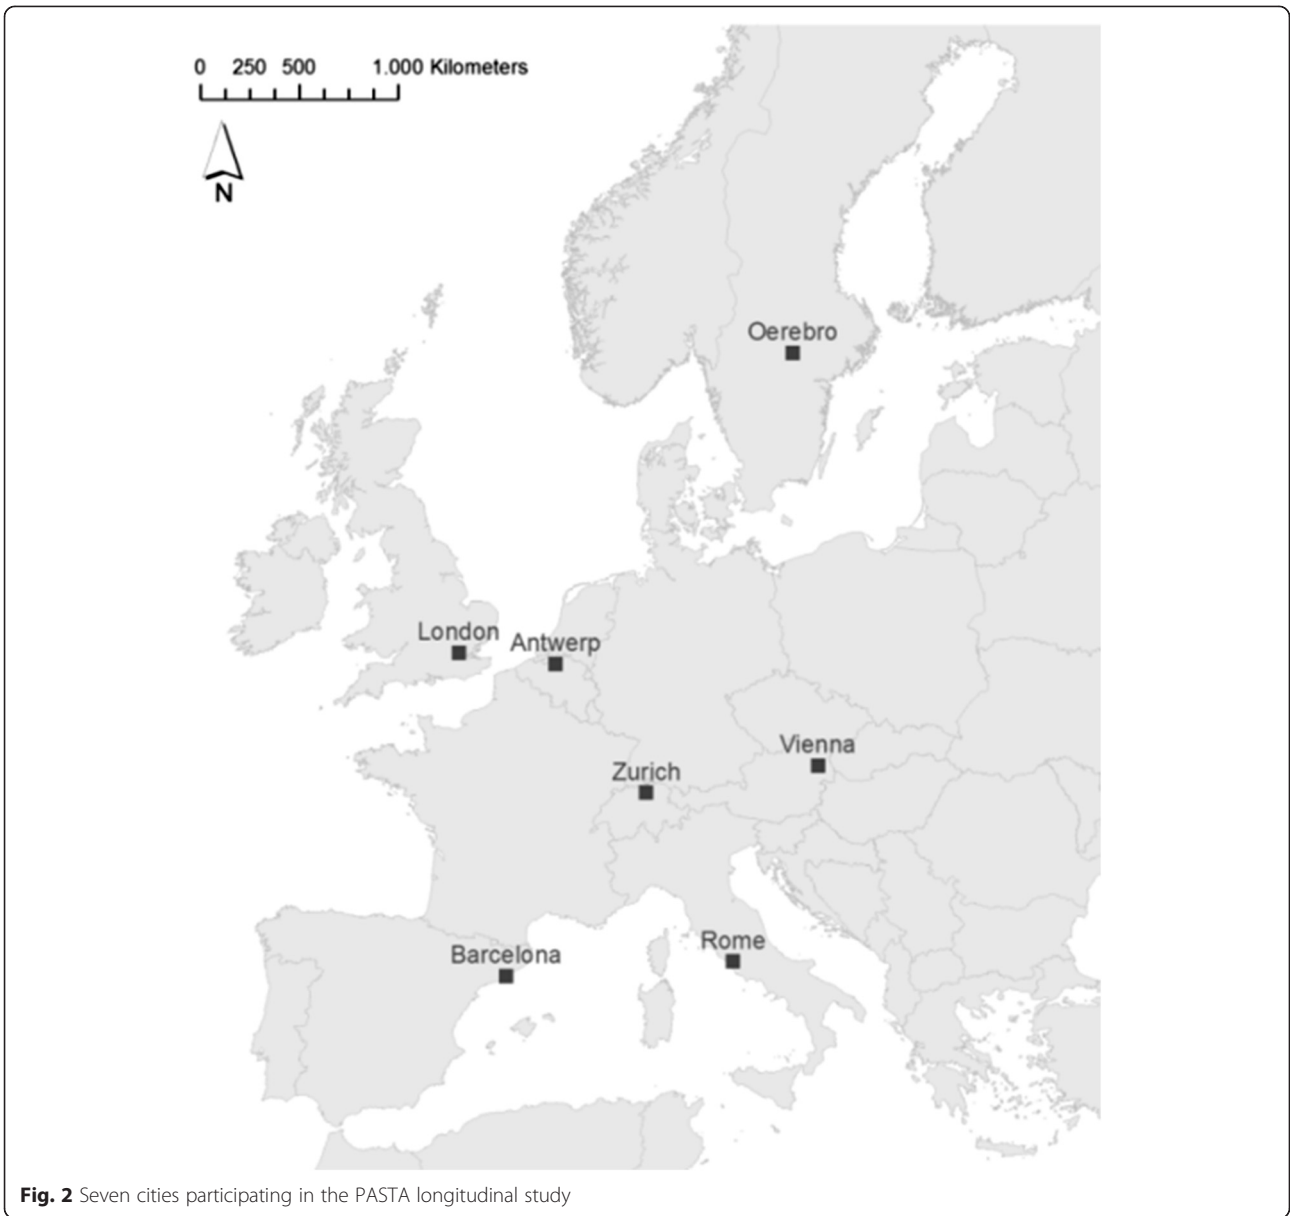 0 250 500 1.000 Kilometers
N
Oerebro
London
Antwerp
Vienna
Zurich
Rome
Barcelona
Fig. 2 Seven cities participating in the PASTA longitudinal study